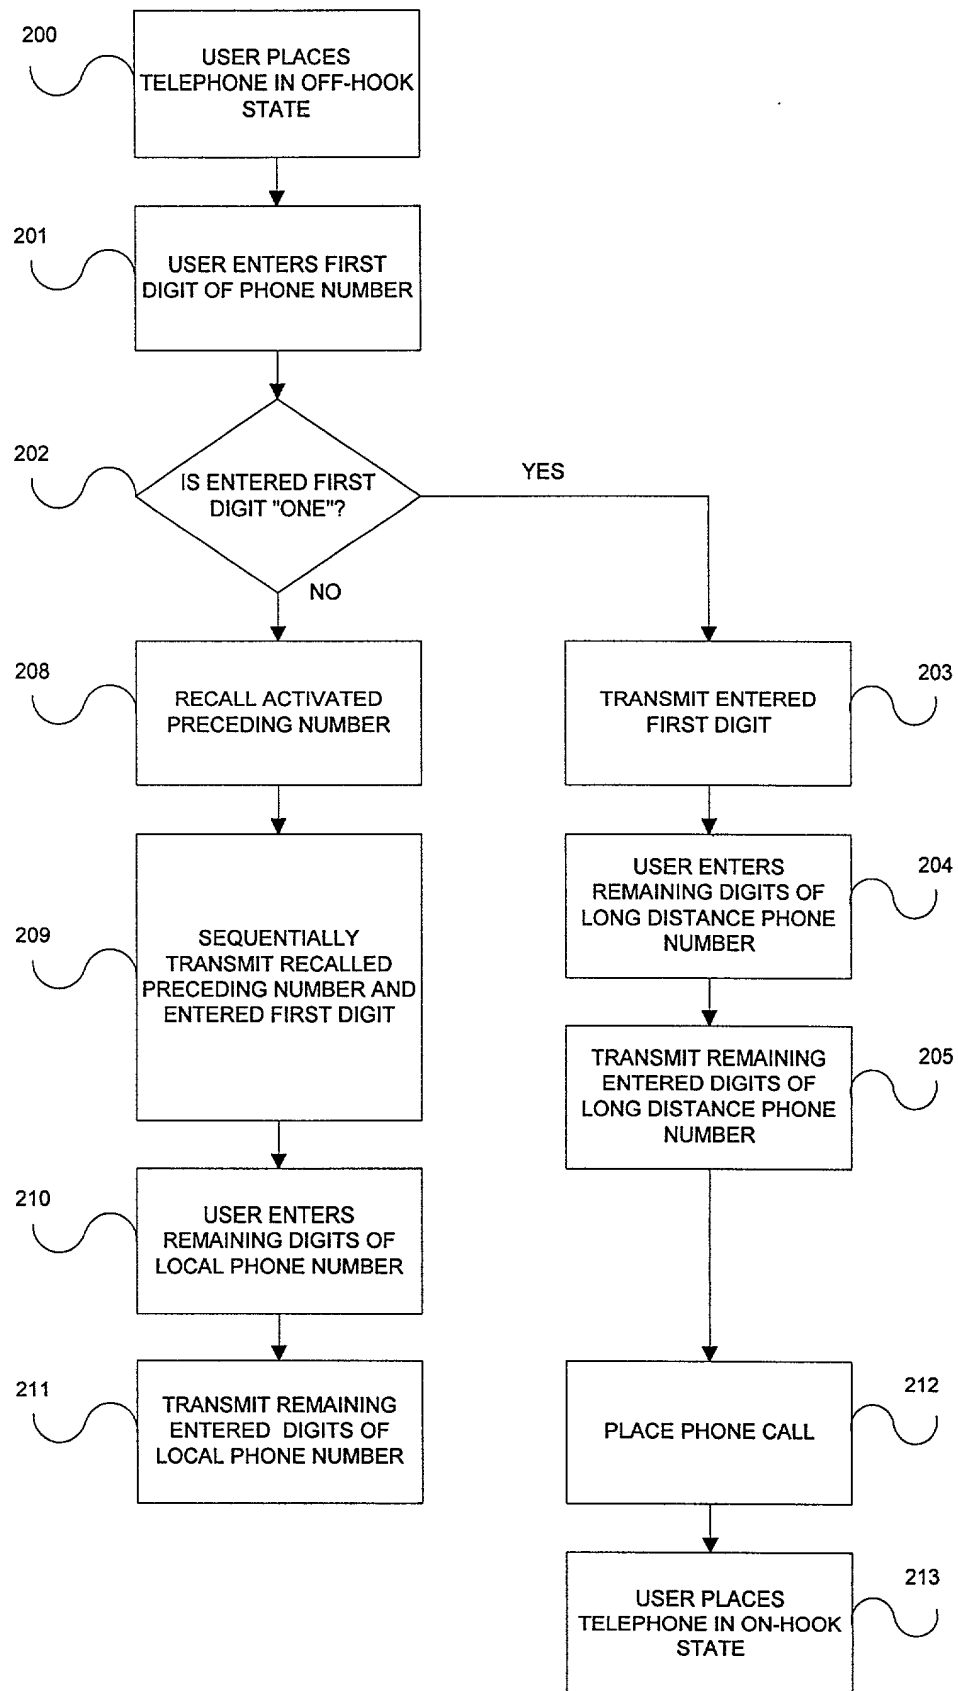 200
USER PLACES
TELEPHONE IN OFF-HOOK
STATE
201
USER ENTERS FIRST
DIGIT OF PHONE NUMBER
202
IS ENTERED FIRST
DIGIT "ONE"?
YES
NO
208
RECALL ACTIVATED
PRECEDING NUMBER
203
TRANSMIT ENTERED
FIRST DIGIT
204
USER ENTERS
REMAINING DIGITS OF
LONG DISTANCE PHONE
NUMBER
209
SEQUENTIALLY
TRANSMIT RECALLED
PRECEDING NUMBER AND
ENTERED FIRST DIGIT
205
TRANSMIT REMAINING
ENTERED DIGITS OF
LONG DISTANCE PHONE
NUMBER
210
USER ENTERS
REMAINING DIGITS OF
LOCAL PHONE NUMBER
211
TRANSMIT REMAINING
ENTERED DIGITS OF
LOCAL PHONE NUMBER
212
PLACE PHONE CALL
213
USER PLACES
TELEPHONE IN ON-HOOK
STATE